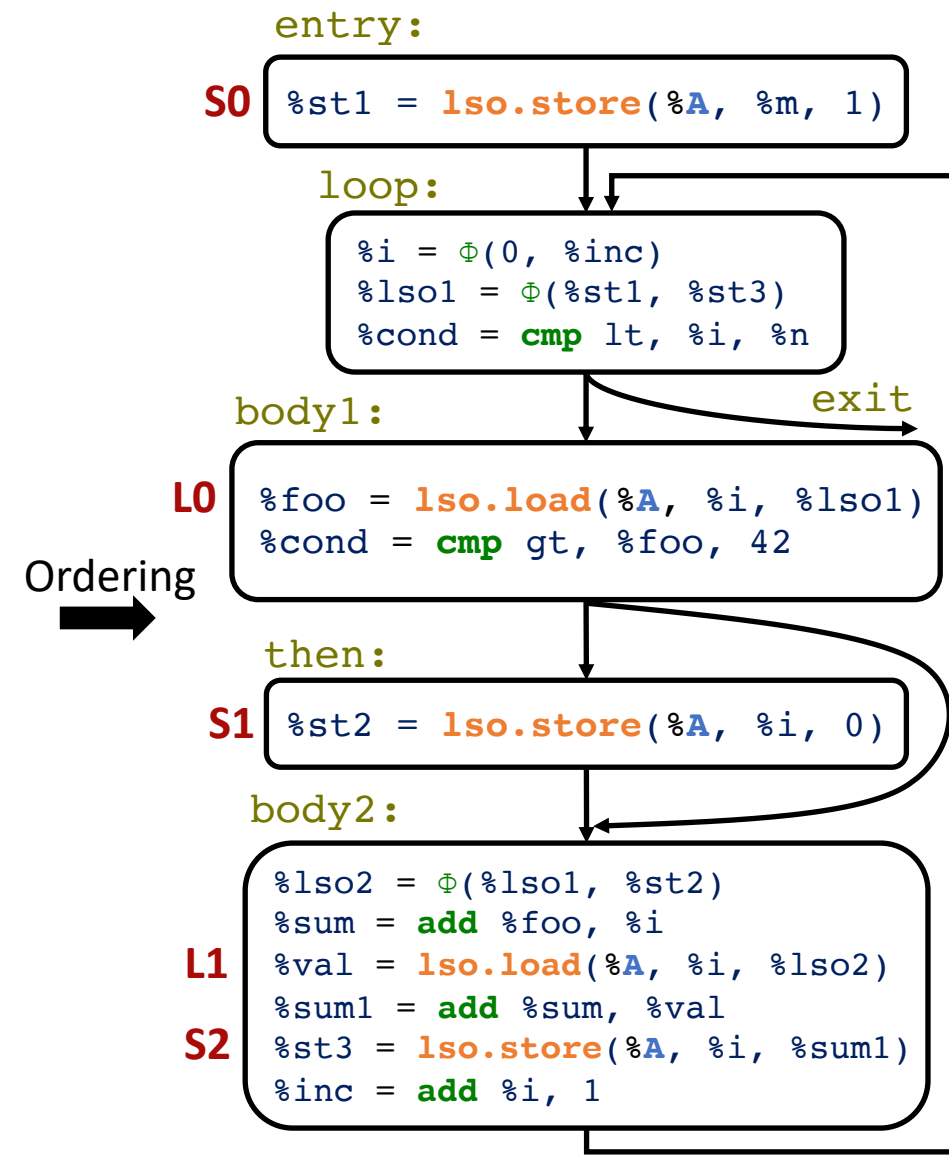 entry:
S0 %st1 = lso.store(%A, %m, 1)
loop:
%i = Φ(0, %inc)
%lso1 = Φ(%st1, %st3)
%cond = cmp lt, %i, %n
exit
body1:
L0 %foo = lso.load(%A, %i, %lso1)
%cond = cmp gt, %foo, 42
Ordering
then:
S1 %st2 = lso.store(%A, %i, 0)
body2:
%lso2 = Φ(%lso1, %st2)
%sum = add %foo, %i
L1 %val = lso.load(%A, %i, %lso2)
%sum1 = add %sum, %val
S2 %st3 = lso.store(%A, %i, %sum1)
%inc = add %i, 1